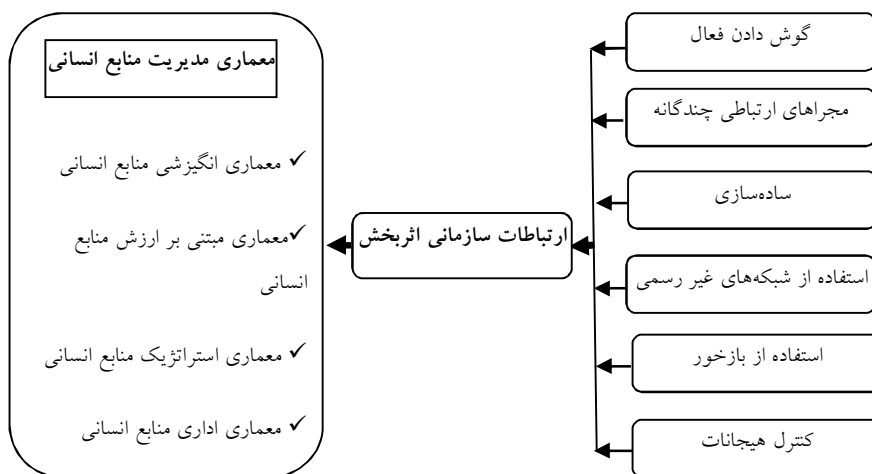 گوش دادن فعال
مجراهای ارتباطی چندگانه
ساده‌سازی
استفاده از شبکه‌های غیر رسمی
استفاده از بازخور
کنترل هیجانات
ارتباطات سازمانی اثربخش
معماری مدیریت منابع انسانی
✓ معماری انگیزشی منابع انسانی
✓معماری مبتنی بر ارزش منابع
انسانی
✓ معماری استراتژیک منابع انسانی
✓ معماری اداری منابع انسانی